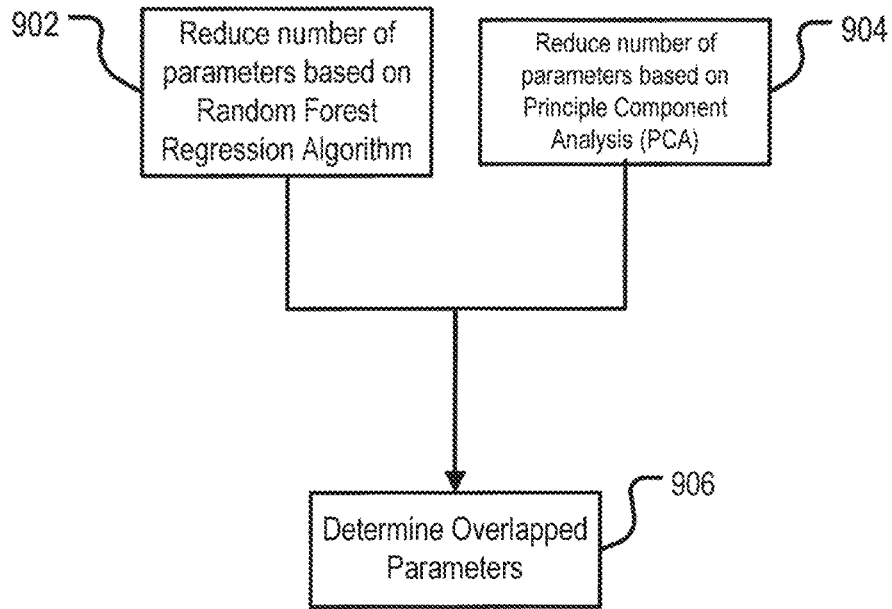 902
Reduce number of
parameters based on
Random Forest
Regression Algorithm
Reduce number of
parameters based on
Principle Component
Analysis (PCA)
904
Determine Overlapped
Parameters
906